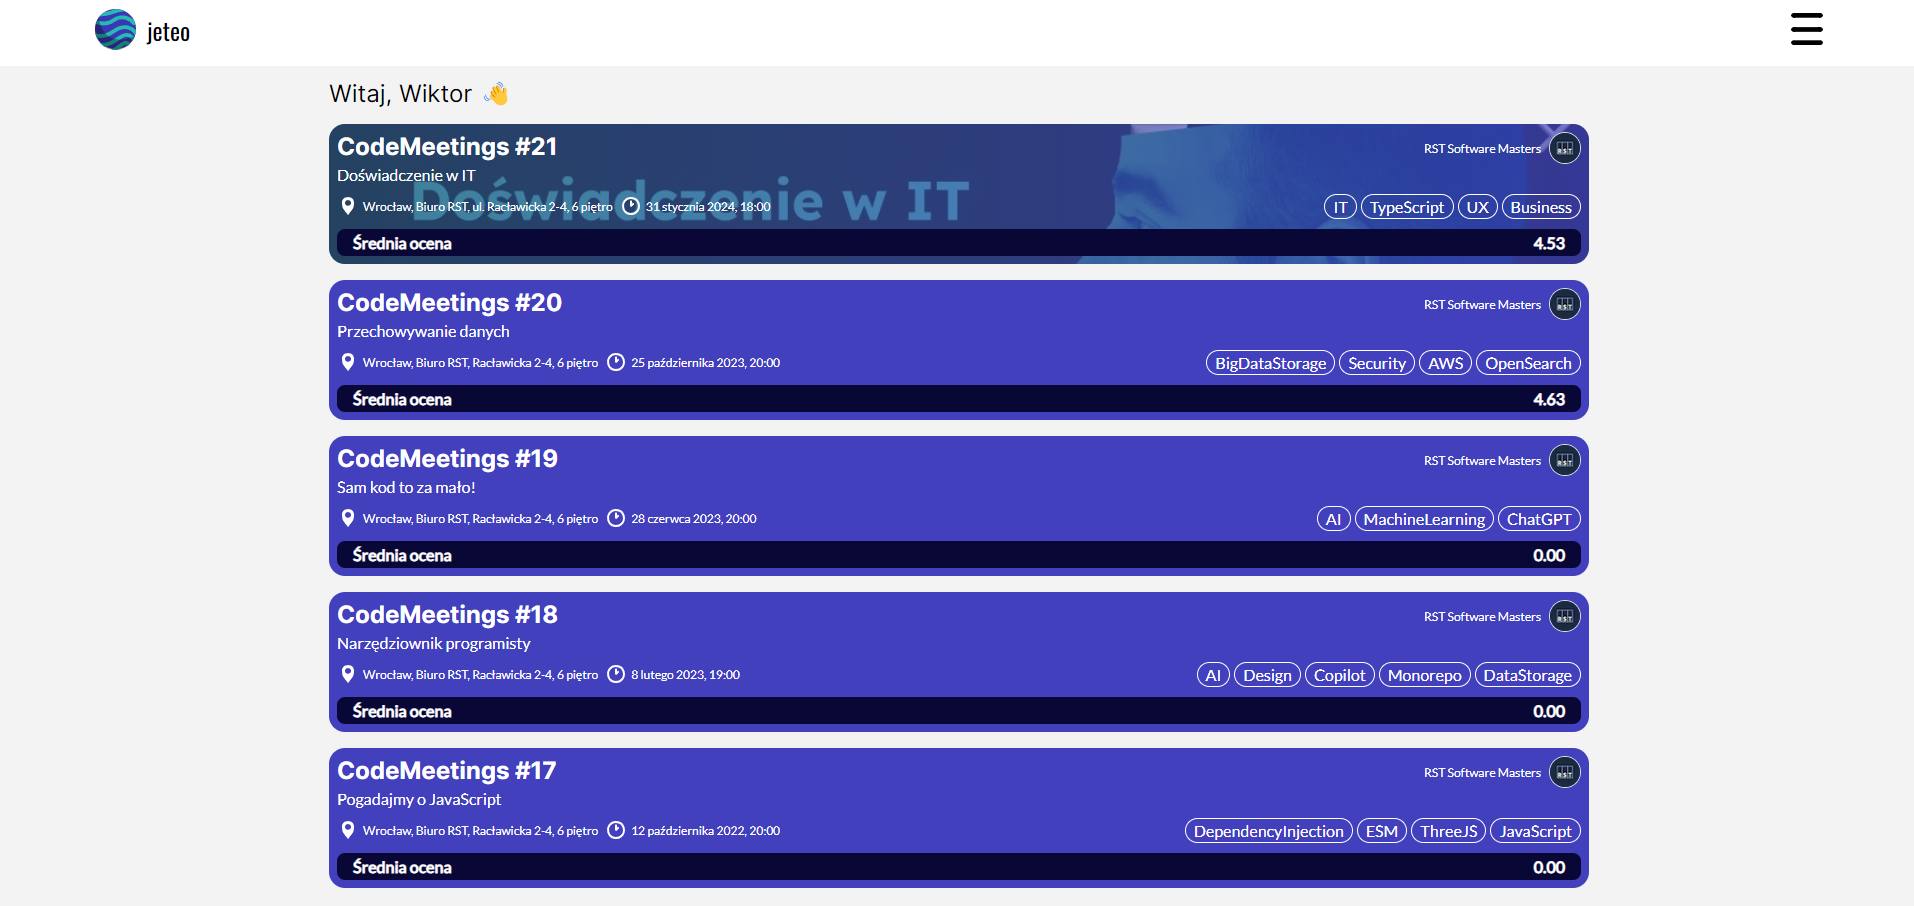 jeteo
Witaj, Wiktor 👋
CodeMeetings #21
RST Software Masters
RST
Doświadczenie w IT
Doświadczenie w IT
Wrocław, Biuro RST, ul. Racławicka 2-4, 6 piętro 31 stycznia 2024, 18:00
IT TypeScript UX Business
Średnia ocena 4.53
CodeMeetings #20
RST Software Masters
RST
Przechowywanie danych
Wrocław, Biuro RST, Racławicka 2-4, 6 piętro 25 października 2023, 20:00
BigDataStorage Security AWS OpenSearch
Średnia ocena 4.63
CodeMeetings #19
RST Software Masters
RST
Sam kod to za mało!
Wrocław, Biuro RST, Racławicka 2-4, 6 piętro 28 czerwca 2023, 20:00
AI MachineLearning ChatGPT
Średnia ocena 0.00
CodeMeetings #18
RST Software Masters
RST
Narzędziownik programisty
Wrocław, Biuro RST, Racławicka 2-4, 6 piętro 8 lutego 2023, 19:00
AI Design Copilot Monorepo DataStorage
Średnia ocena 0.00
CodeMeetings #17
RST Software Masters
RST
Pogadajmy o JavaScript
Wrocław, Biuro RST, Racławicka 2-4, 6 piętro 12 października 2022, 20:00
DependencyInjection ESM ThreeJS JavaScript
Średnia ocena 0.00